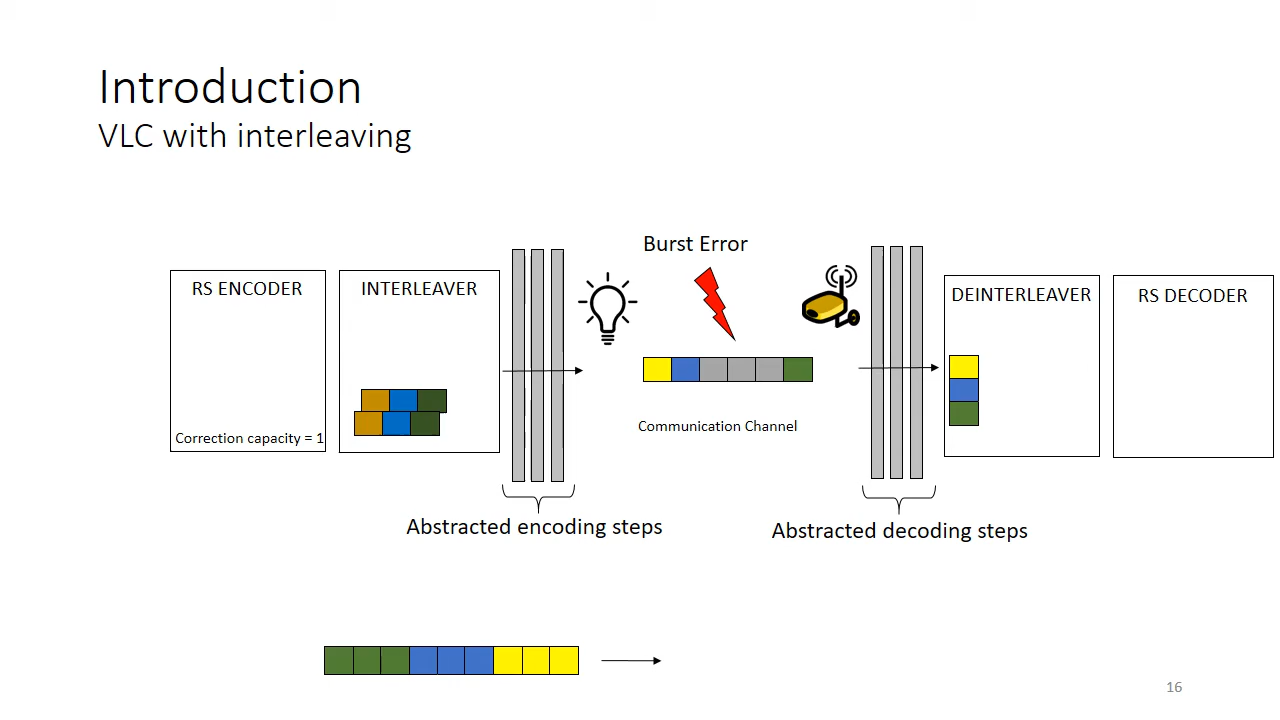 Introduction
VLC with interleaving
Burst Error
RS ENCODER
INTERLEAVER
DEINTERLEAVER
RS DECODER
Correction capacity = 1
Communication Channel
Abstracted encoding steps
Abstracted decoding steps
16